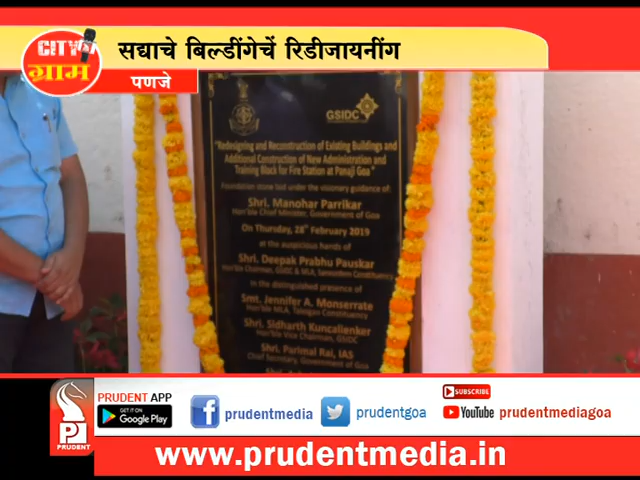 CITY
ग्राम
सद्याचे बिल्डींगेचें रिडीजायनींग
पणजे
GSIDC
"Redesigning and Reconstruction of Existing Buildings and
Additional Construction of New Administration and
Training Block for Fire Station at Panaji Goa"
Foundation stone laid under the visionary guidance of:
Shri. Manohar Parrikar
Hon'ble Chief Minister, Government of Goa
On Thursday, 28th February 2019
at the auspicious hands of
Shri. Deepak Prabhu Pauskar
Hon'ble Chairman, GSIDC & MLA, Sanvordem Constituency
in the distinguished presence of
Smt. Jennifer A. Monserrate
Hon'ble MLA, Taleigao Constituency
Shri. Sidharth Kuncalienker
Hon'ble Vice Chairman, GSIDC
Shri. Parimal Rai, IAS
Chief Secretary, Government of Goa
PRUDENT
PRUDENT APP
GET IT ON
Google Play
prudentmedia
prudentgoa
SUBSCRIBE
YouTube prudentmediagoa
www.prudentmedia.in